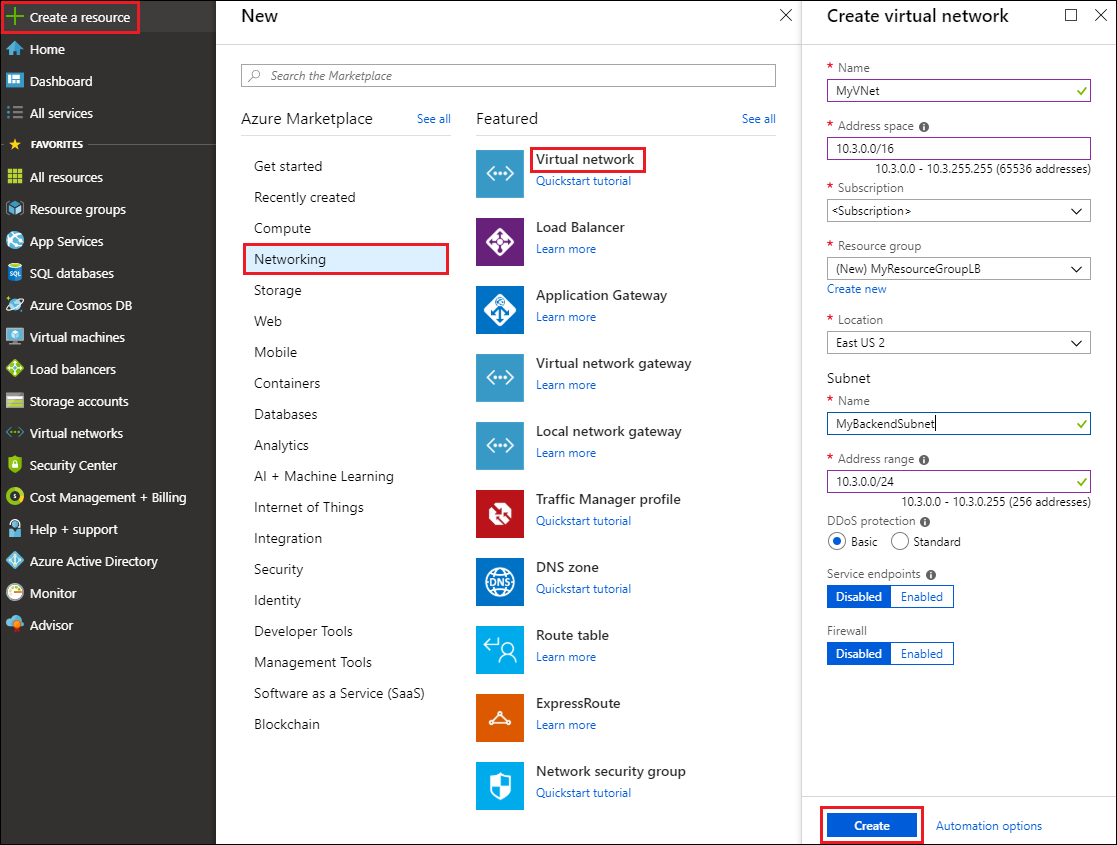 Create a resource
Home
Dashboard
All services
FAVORITES
All resources
Resource groups
App Services
SQL
SQL databases
Azure Cosmos DB
Virtual machines
Load balancers
Storage accounts
Virtual networks
Security Center
Cost Management + Billing
Help + support
Azure Active Directory
Monitor
Advisor
New
Search the Marketplace
Azure Marketplace
See all
Get started
Recently created
Compute
Networking
Storage
Web
Mobile
Containers
Databases
Analytics
AI + Machine Learning
Internet of Things
Integration
Security
Identity
Developer Tools
Management Tools
Software as a Service (SaaS)
Blockchain
Featured
See all
Virtual network
Quickstart tutorial
Load Balancer
Learn more
Application Gateway
Learn more
Virtual network gateway
Learn more
Local network gateway
Learn more
Traffic Manager profile
Quickstart tutorial
DNS
DNS zone
Quickstart tutorial
Route table
Learn more
ExpressRoute
Learn more
Network security group
Quickstart tutorial
Create virtual network
* Name
MyVNet
* Address space
10.3.0.0/16
10.3.0.0 - 10.3.255.255 (65536 addresses)
* Subscription
<Subscription>
* Resource group
(New) MyResourceGroupLB
Create new
* Location
East US 2
Subnet
* Name
MyBackendSubnet
* Address range
10.3.0.0/24
10.3.0.0 - 10.3.0.255 (256 addresses)
DDoS protection
Basic Standard
Service endpoints
Disabled Enabled
Firewall
Disabled Enabled
Create Automation options